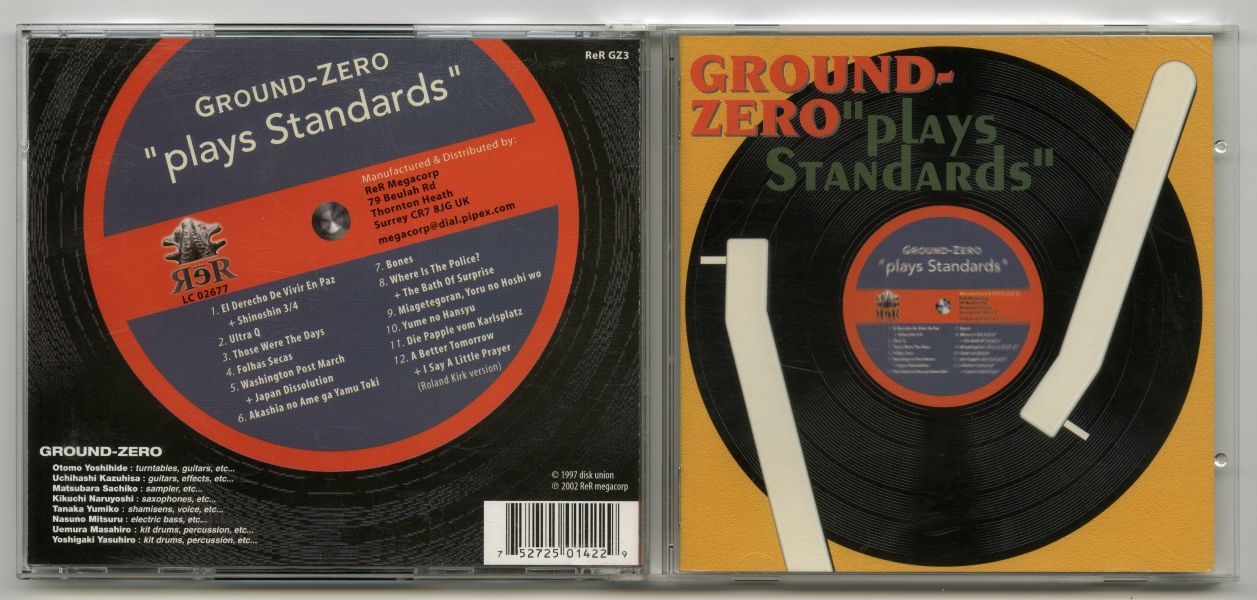 ReR GZ3
GROUND-ZERO
"plays Standards"
Manufactured & Distributed by:
ReR Megacorp
79 Beulah Rd
Thornton Heath
Surrey CR7 8JG UK
megacorp@dial.pipex.com
ReR
LC 02677
1. El Derecho De Vivir En Paz
+ Shinoshin 3/4
2. Ultra Q
3. Those Were The Days
4. Folhas Secas
5. Washington Post March
+ Japan Dissolution
6. Akashia no Ame ga Yamu Toki
7. Bones
8. Where Is The Police?
+ The Bath Of Surprise
9. Miagetegoran, Yoru no Hoshi wo
10. Yume no Hansyu
11. Die Papple vom Karlsplatz
12. A Better Tomorrow
+ I Say A Little Prayer
(Roland Kirk version)
GROUND-ZERO
Otomo Yoshihide : turntables, guitars, etc...
Uchihashi Kazuhisa : guitars, effects, etc...
Matsubara Sachiko : sampler, etc...
Kikuchi Naruyoshi : saxophones, etc...
Tanaka Yumiko : shamisens, voice, etc...
Nasuno Mitsuru : electric bass, etc...
Uemura Masahiro : kit drums, percussion, etc...
Yoshigaki Yasuhiro : kit drums, percussion, etc...
© 1997 disk union
℗ 2002 ReR megacorp
7 52725 01422 9
GROUND-
ZERO "plays
Standards"
GROUND-ZERO
"plays Standards"